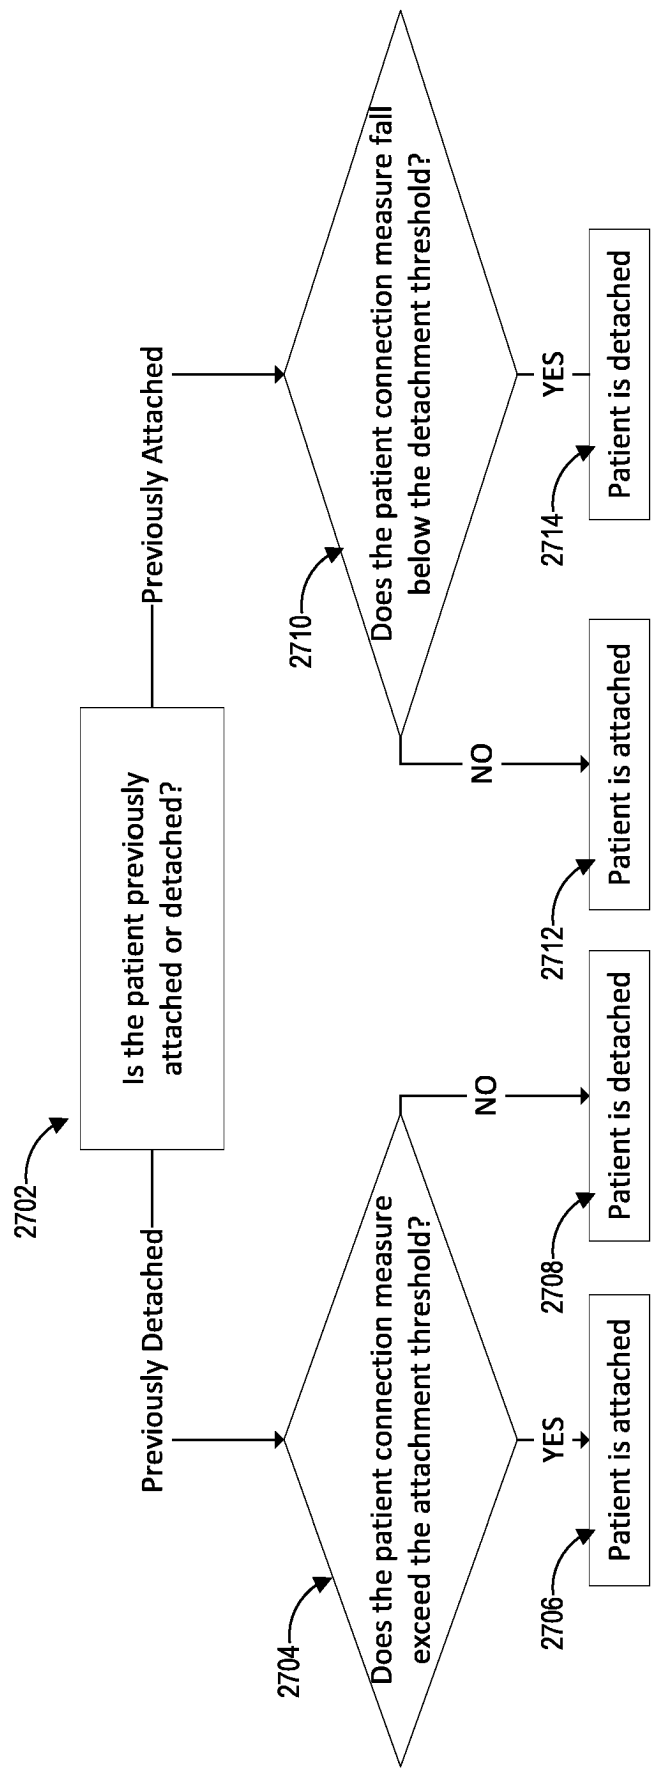 2702
Is the patient previously
attached or detached?
Previously Detached
Previously Attached
2704
Does the patient connection measure
exceed the attachment threshold?
2710
Does the patient connection measure fall
below the detachment threshold?
YES
NO
NO
YES
2706
Patient is attached
2708
Patient is detached
2712
Patient is attached
2714
Patient is detached